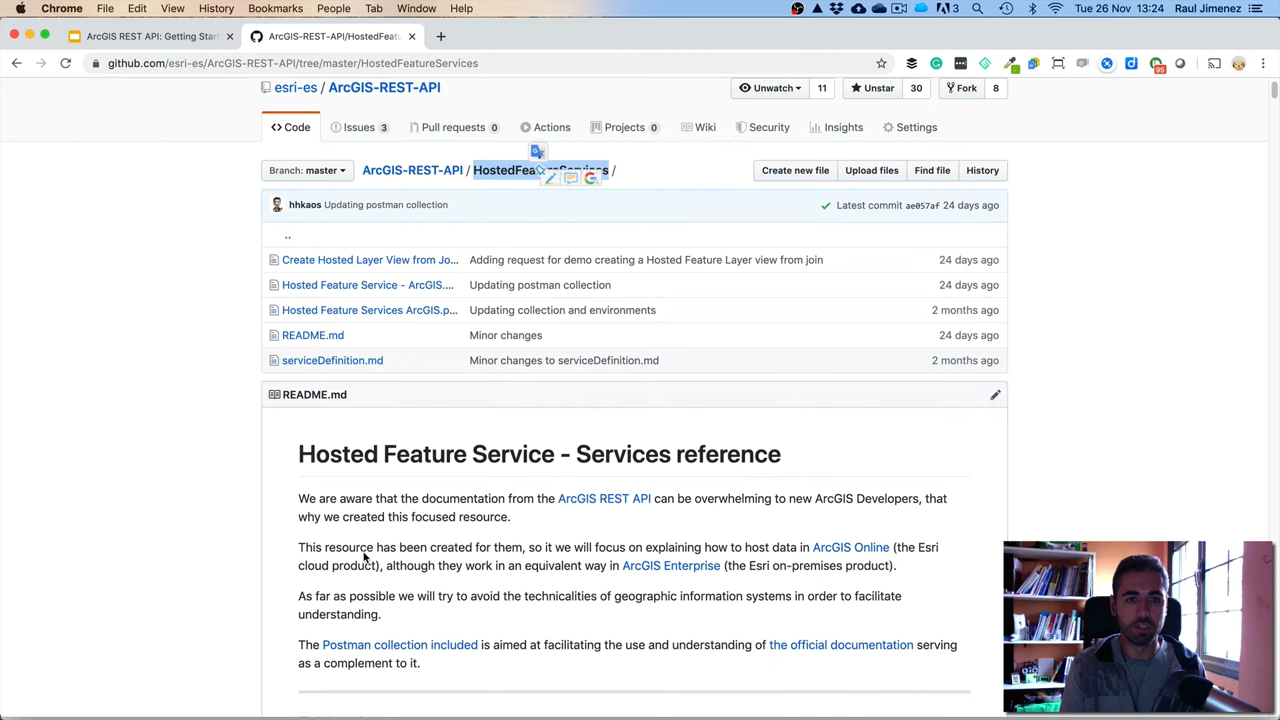 Chrome File Edit View History Bookmarks People Tab Window Help 3 Tue 26 Nov 13:24 Raul Jimenez
ArcGIS REST API: Getting Star ArcGIS-REST-API/HostedFeatu
github.com/esri-es/ArcGIS-REST-API/tree/master/HostedFeatureServices 95
esri-es / ArcGIS-REST-API Unwatch 11 Unstar 30 Fork 8
Code Issues 3 Pull requests 0 Actions Projects 0 Wiki Security Insights Settings
Branch: master ArcGIS-REST-API / HostedFeatureServices / Create new file Upload files Find file History
hhkaos Updating postman collection Latest commit ae057af 24 days ago
..
Create Hosted Layer View from Jo... Adding request for demo creating a Hosted Feature Layer view from join 24 days ago
Hosted Feature Service - ArcGIS.... Updating postman collection 24 days ago
Hosted Feature Services ArcGIS.p... Updating collection and environments 2 months ago
README.md Minor changes 24 days ago
serviceDefinition.md Minor changes to serviceDefinition.md 2 months ago
README.md
Hosted Feature Service - Services reference
We are aware that the documentation from the ArcGIS REST API can be overwhelming to new ArcGIS Developers, that
why we created this focused resource.
This resource has been created for them, so it we will focus on explaining how to host data in ArcGIS Online (the Esri
cloud product), although they work in an equivalent way in ArcGIS Enterprise (the Esri on-premises product).
As far as possible we will try to avoid the technicalities of geographic information systems in order to facilitate
understanding.
The Postman collection included is aimed at facilitating the use and understanding of the official documentation serving
as a complement to it.